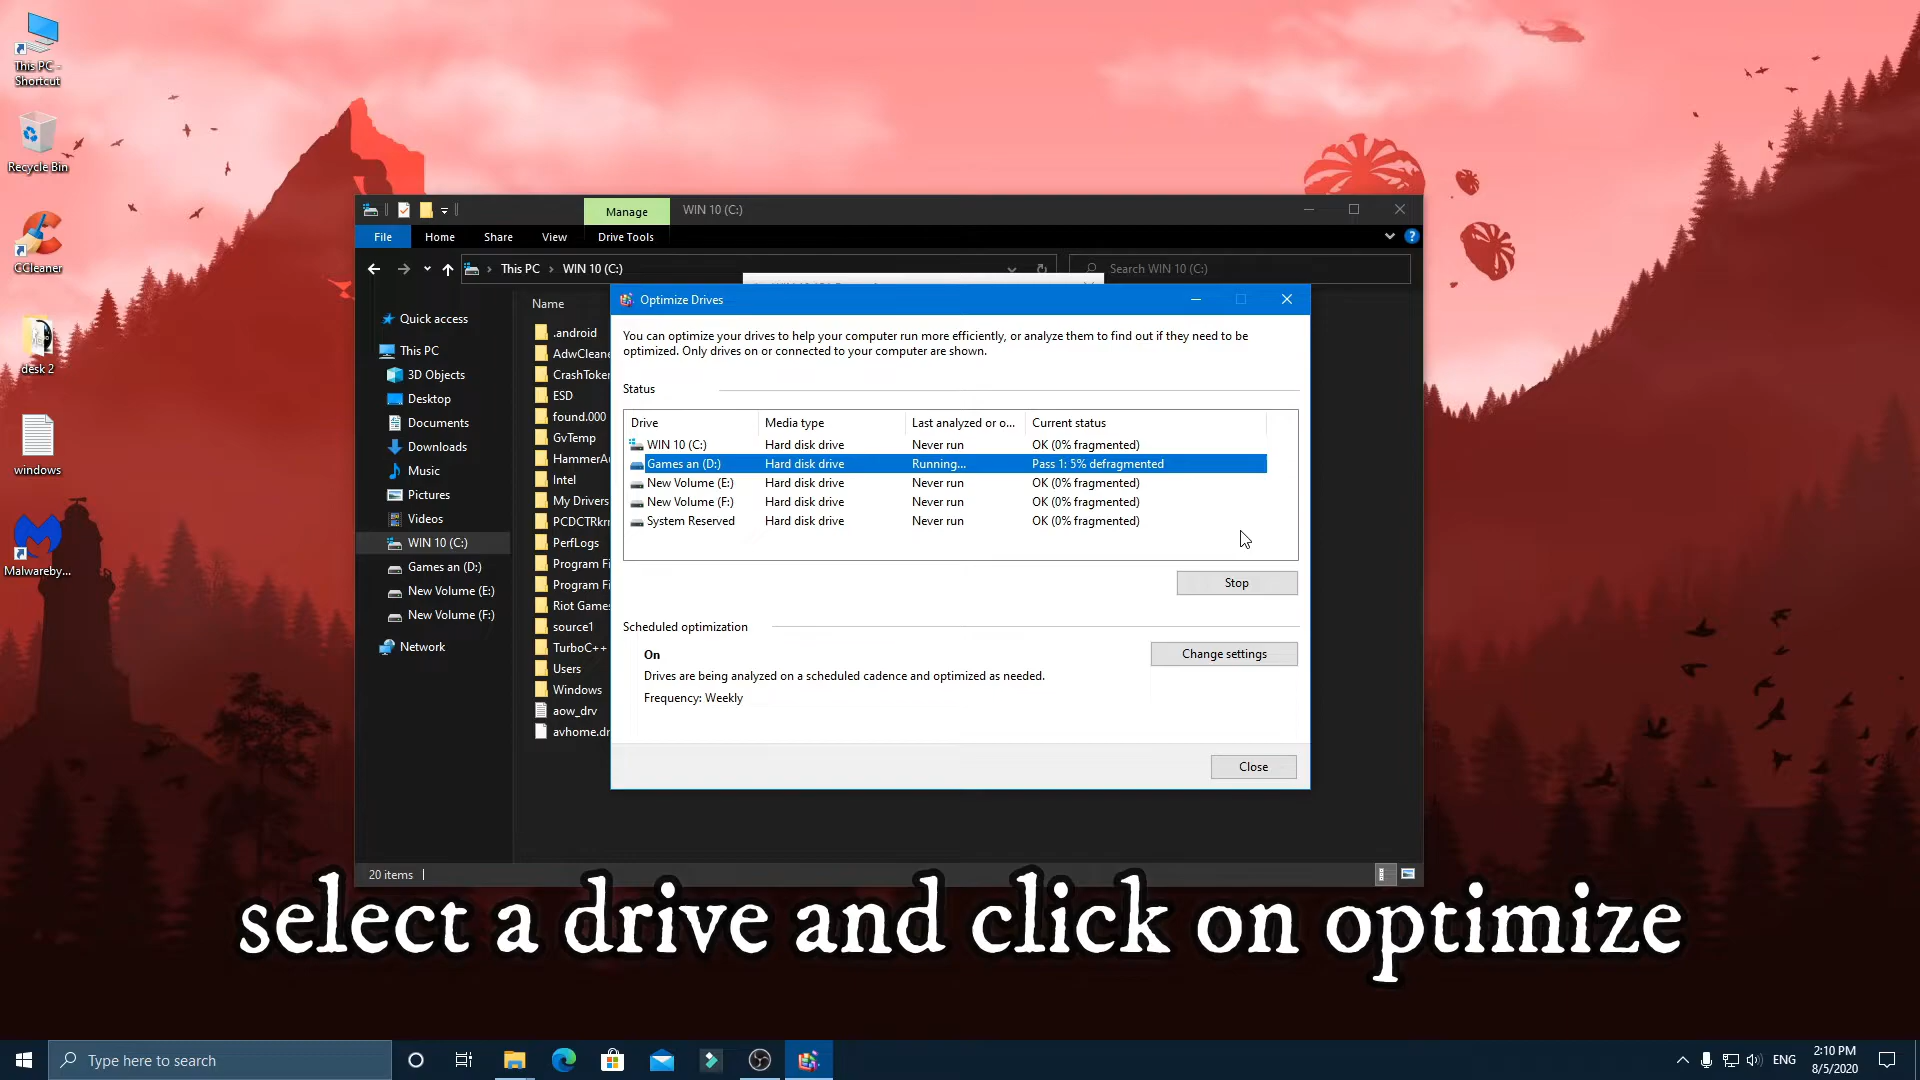 This PC -
Shortcut
Recycle Bin
CCleaner
desk 2
windows
Malwareby...
Manage
WIN 10 (C:)
File
Home
Share
View
Drive Tools
This PC
WIN 10 (C:)
Search WIN 10 (C:)
Quick access
This PC
3D Objects
Desktop
Documents
Downloads
Music
Pictures
Videos
WIN 10 (C:)
Games an (D:)
New Volume (E:)
New Volume (F:)
Network
Name
.android
AdwCleane
CrashToker
ESD
found.000
GvTemp
HammerAu
Intel
My Drivers
PCDCTRkrr
PerfLogs
Program Fi
Program Fi
Riot Games
source1
TurboC++
Users
Windows
aow_drv
avhome.dr
20 items
Optimize Drives
You can optimize your drives to help your computer run more efficiently, or analyze them to find out if they need to be
optimized. Only drives on or connected to your computer are shown.
Status
Drive Media type Last analyzed or o... Current status
WIN 10 (C:) Hard disk drive Never run OK (0% fragmented)
Games an (D:) Hard disk drive Running... Pass 1: 5% defragmented
New Volume (E:) Hard disk drive Never run OK (0% fragmented)
New Volume (F:) Hard disk drive Never run OK (0% fragmented)
System Reserved Hard disk drive Never run OK (0% fragmented)
Stop
Scheduled optimization
On
Change settings
Drives are being analyzed on a scheduled cadence and optimized as needed.
Frequency: Weekly
Close
select a drive and click on optimize
Type here to search
ENG
2:10 PM
8/5/2020